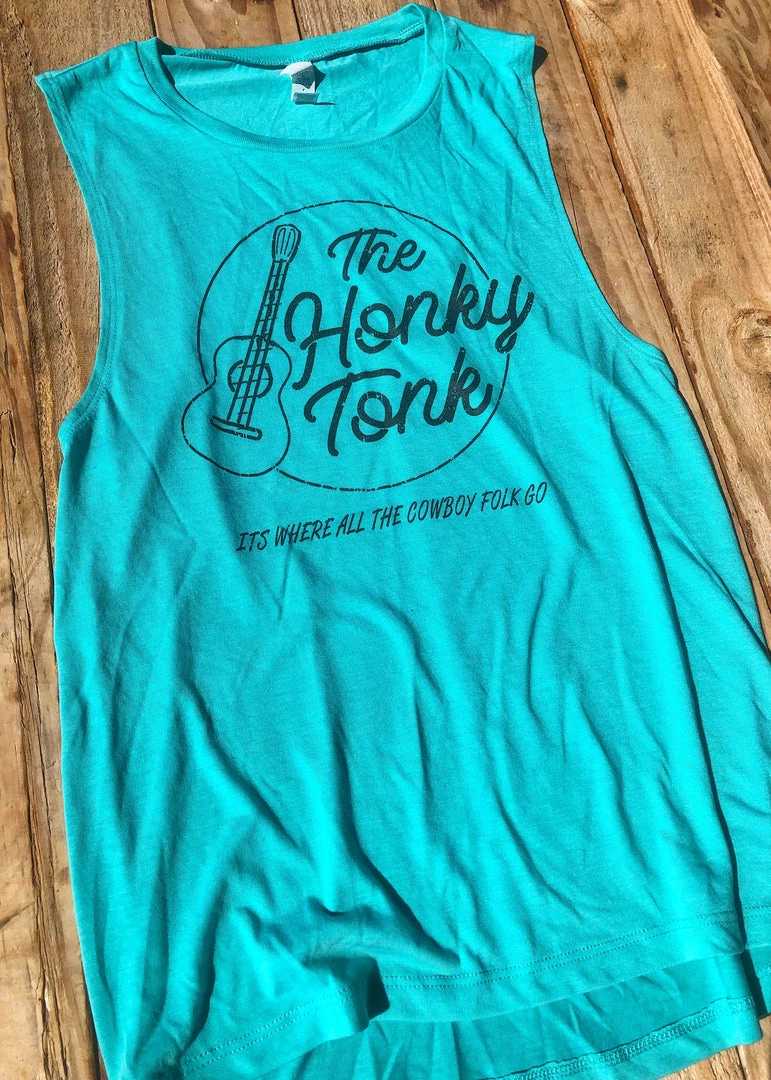 The
Honky
Tonk
ITS WHERE ALL THE COWBOY FOLK GO